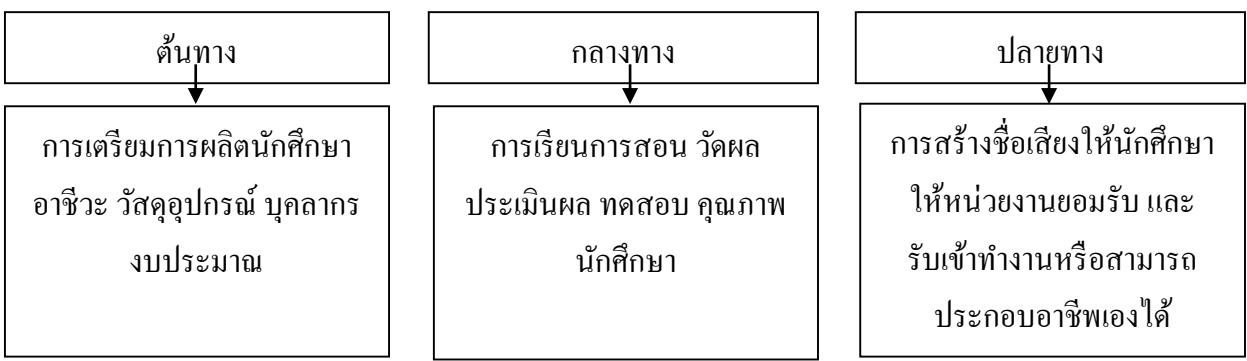 ต้นทาง
การเตรียมการผลิตนักศึกษา
อาชีวะ วัสดุอุปกรณ์ บุคลากร
งบประมาณ
กลางทาง
การเรียนการสอน วัดผล
ประเมินผล ทดสอบ คุณภาพ
นักศึกษา
ปลายทาง
การสร้างชื่อเสียงให้นักศึกษา
ให้หน่วยงานยอมรับ และ
รับเข้าทำงานหรือสามารถ
ประกอบอาชีพเองได้